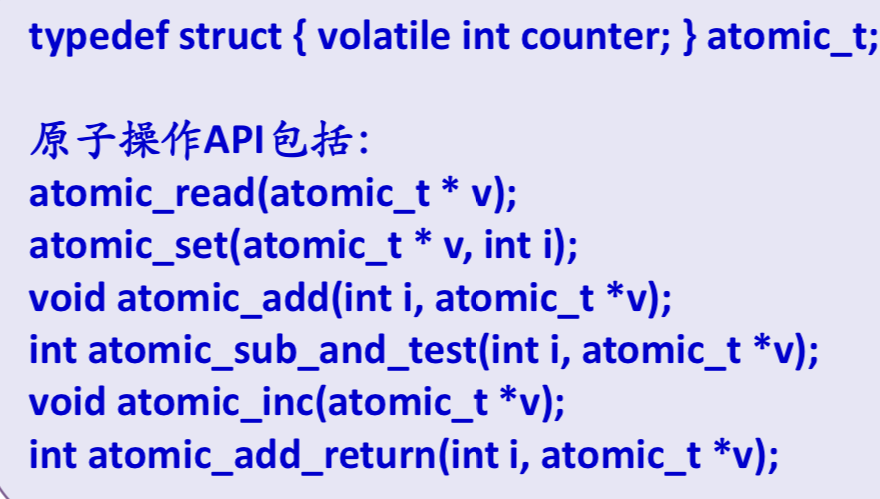 typedef struct { volatile int counter; } atomic_t;
原子操作API包括：
atomic_read(atomic_t * v);
atomic_set(atomic_t * v, int i);
void atomic_add(int i, atomic_t *v);
int atomic_sub_and_test(int i, atomic_t *v);
void atomic_inc(atomic_t *v);
int atomic_add_return(int i, atomic_t *v);